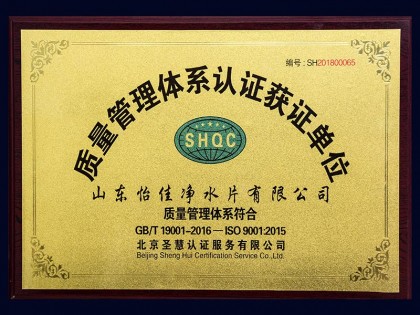 编号：SH201800065
质量管理体系认证获证单位
SHQC
山东怡佳净水片有限公司
质量管理体系符合
GB/T 19001-2016—ISO 9001:2015
北京圣慧认证服务有限公司
Beijing Sheng Hui Certification Service Co.,Ltd.